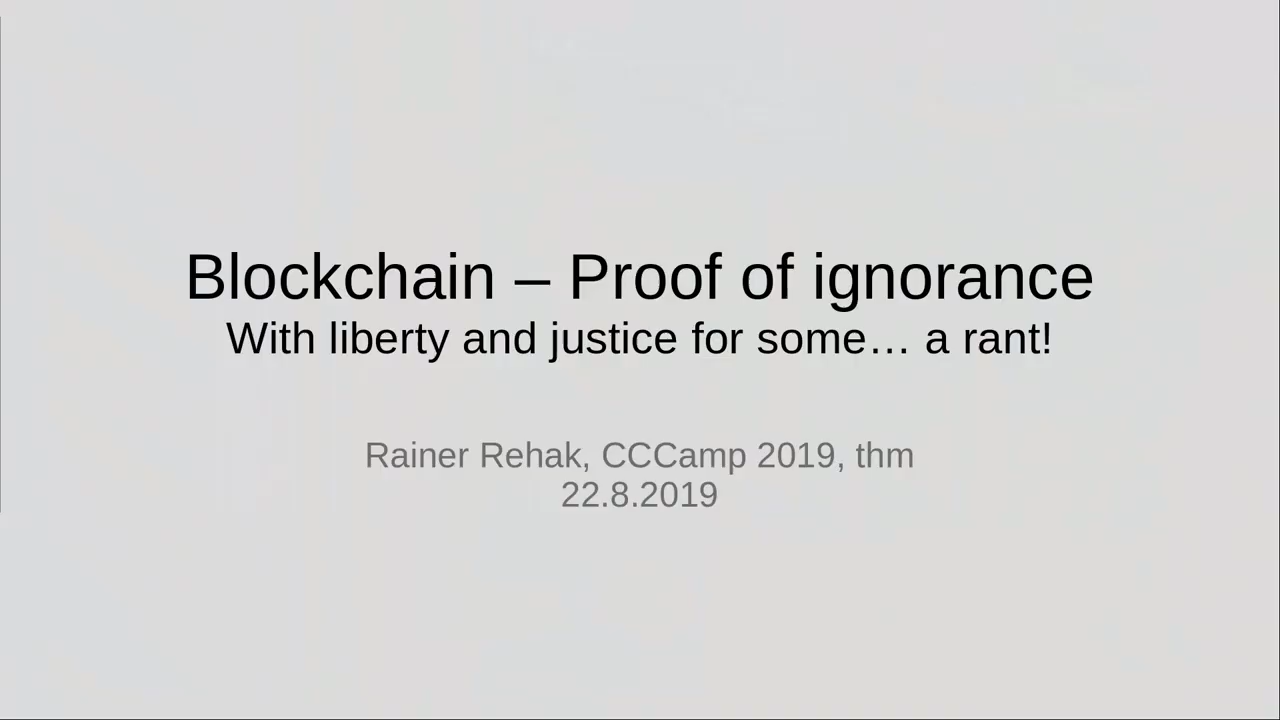 Blockchain – Proof of ignorance
With liberty and justice for some… a rant!
Rainer Rehak, CCCamp 2019, thm
22.8.2019